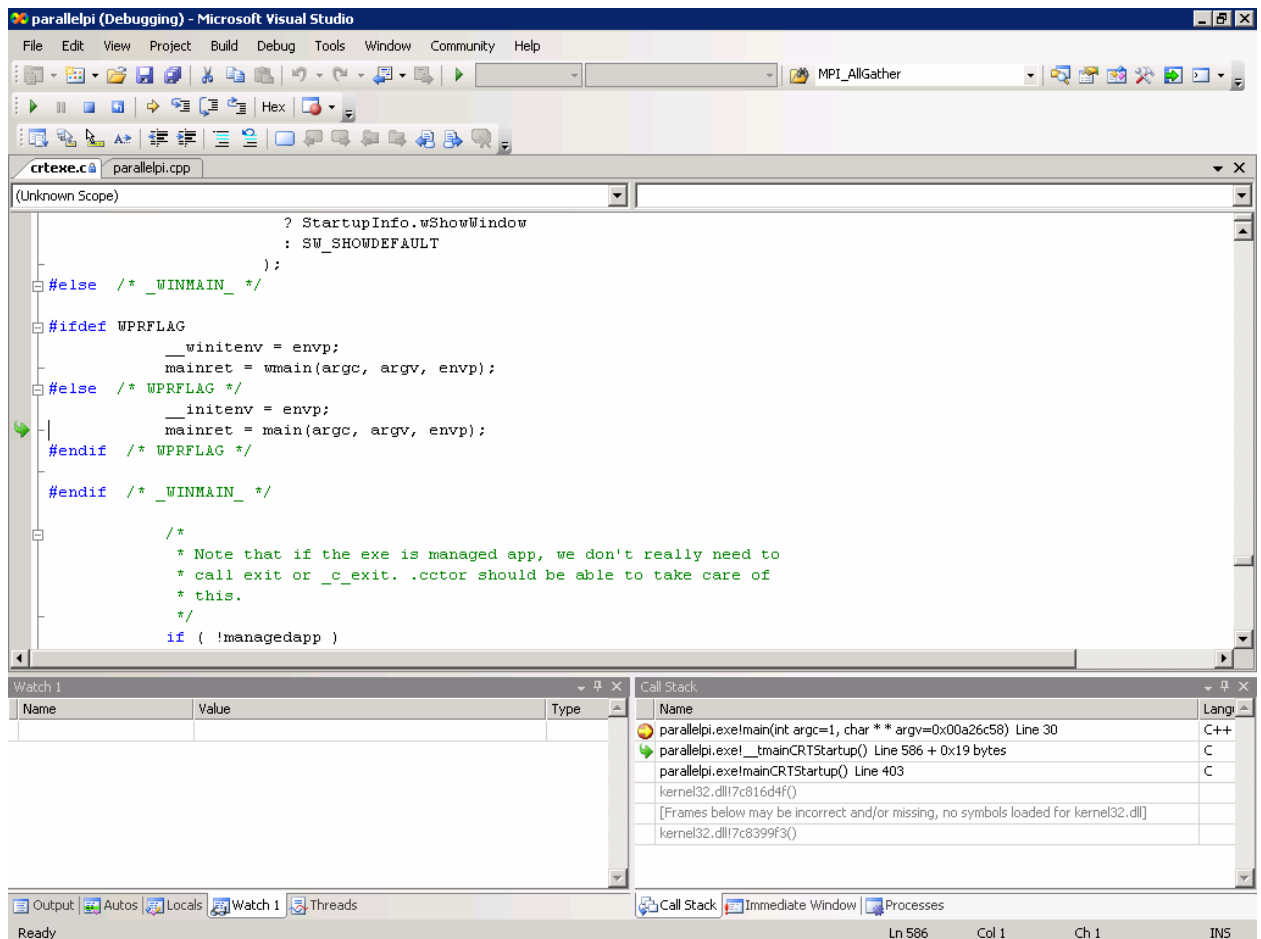 parallelpi (Debugging) - Microsoft Visual Studio
File Edit View Project Build Debug Tools Window Community Help
MPI_AllGather
Hex
crtexe.c parallelpi.cpp
(Unknown Scope)
? StartupInfo.wShowWindow
: SW_SHOWDEFAULT
);
#else /* _WINMAIN_ */
#ifdef WPRFLAG
__winitenv = envp;
mainret = wmain(argc, argv, envp);
#else /* WPRFLAG */
__initenv = envp;
mainret = main(argc, argv, envp);
#endif /* WPRFLAG */
#endif /* _WINMAIN_ */
/*
* Note that if the exe is managed app, we don't really need to
* call exit or _c_exit. .cctor should be able to take care of
* this.
*/
if ( !managedapp )
Watch 1
Name Value Type
Call Stack
Name Langu
parallelpi.exe!main(int argc=1, char * * argv=0x00a26c58) Line 30 C++
parallelpi.exe!__tmainCRTStartup() Line 586 + 0x19 bytes C
parallelpi.exe!mainCRTStartup() Line 403 C
kernel32.dll!7c816d4f()
[Frames below may be incorrect and/or missing, no symbols loaded for kernel32.dll]
kernel32.dll!7c8399f3()
Output Autos Locals Watch 1 Threads
Call Stack Immediate Window Processes
Ready Ln 586 Col 1 Ch 1 INS